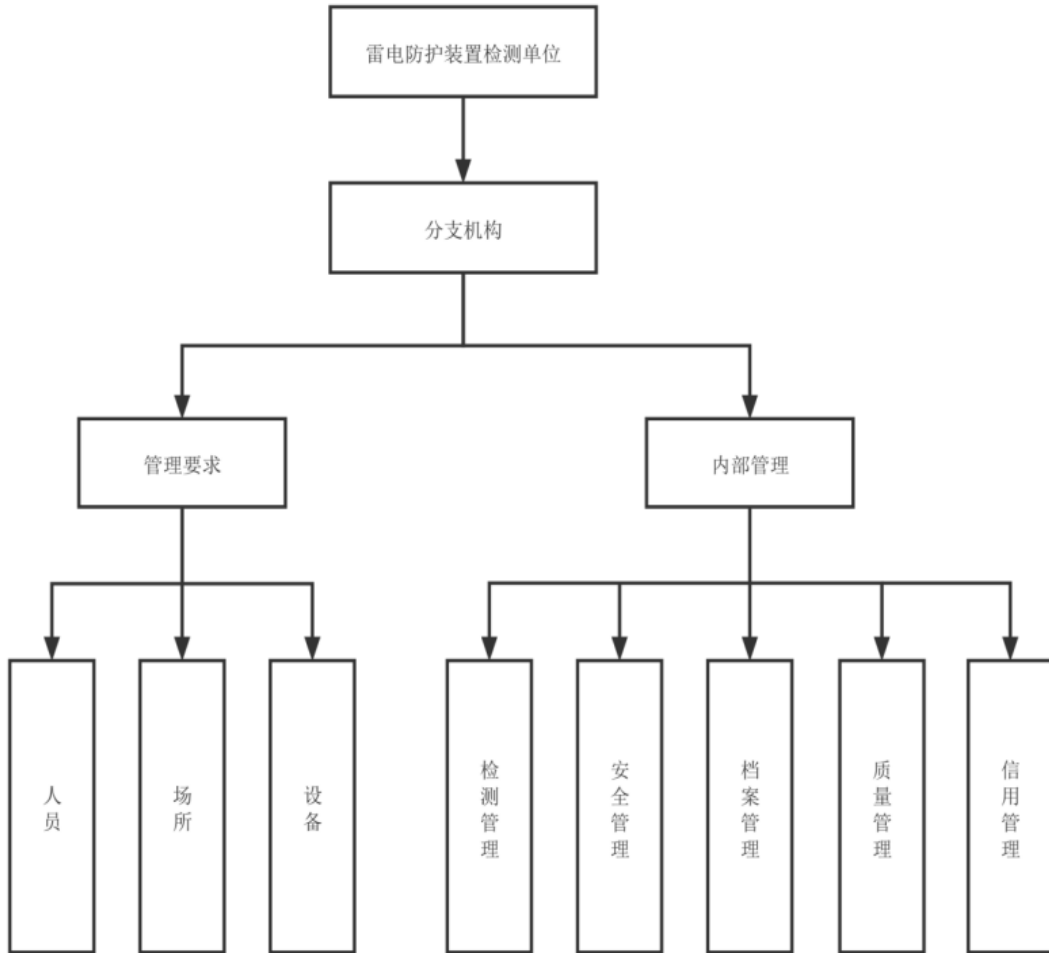 雷电防护装置检测单位
分支机构
管理要求
内部管理
人员
场所
设备
检测管理
安全管理
档案管理
质量管理
信用管理